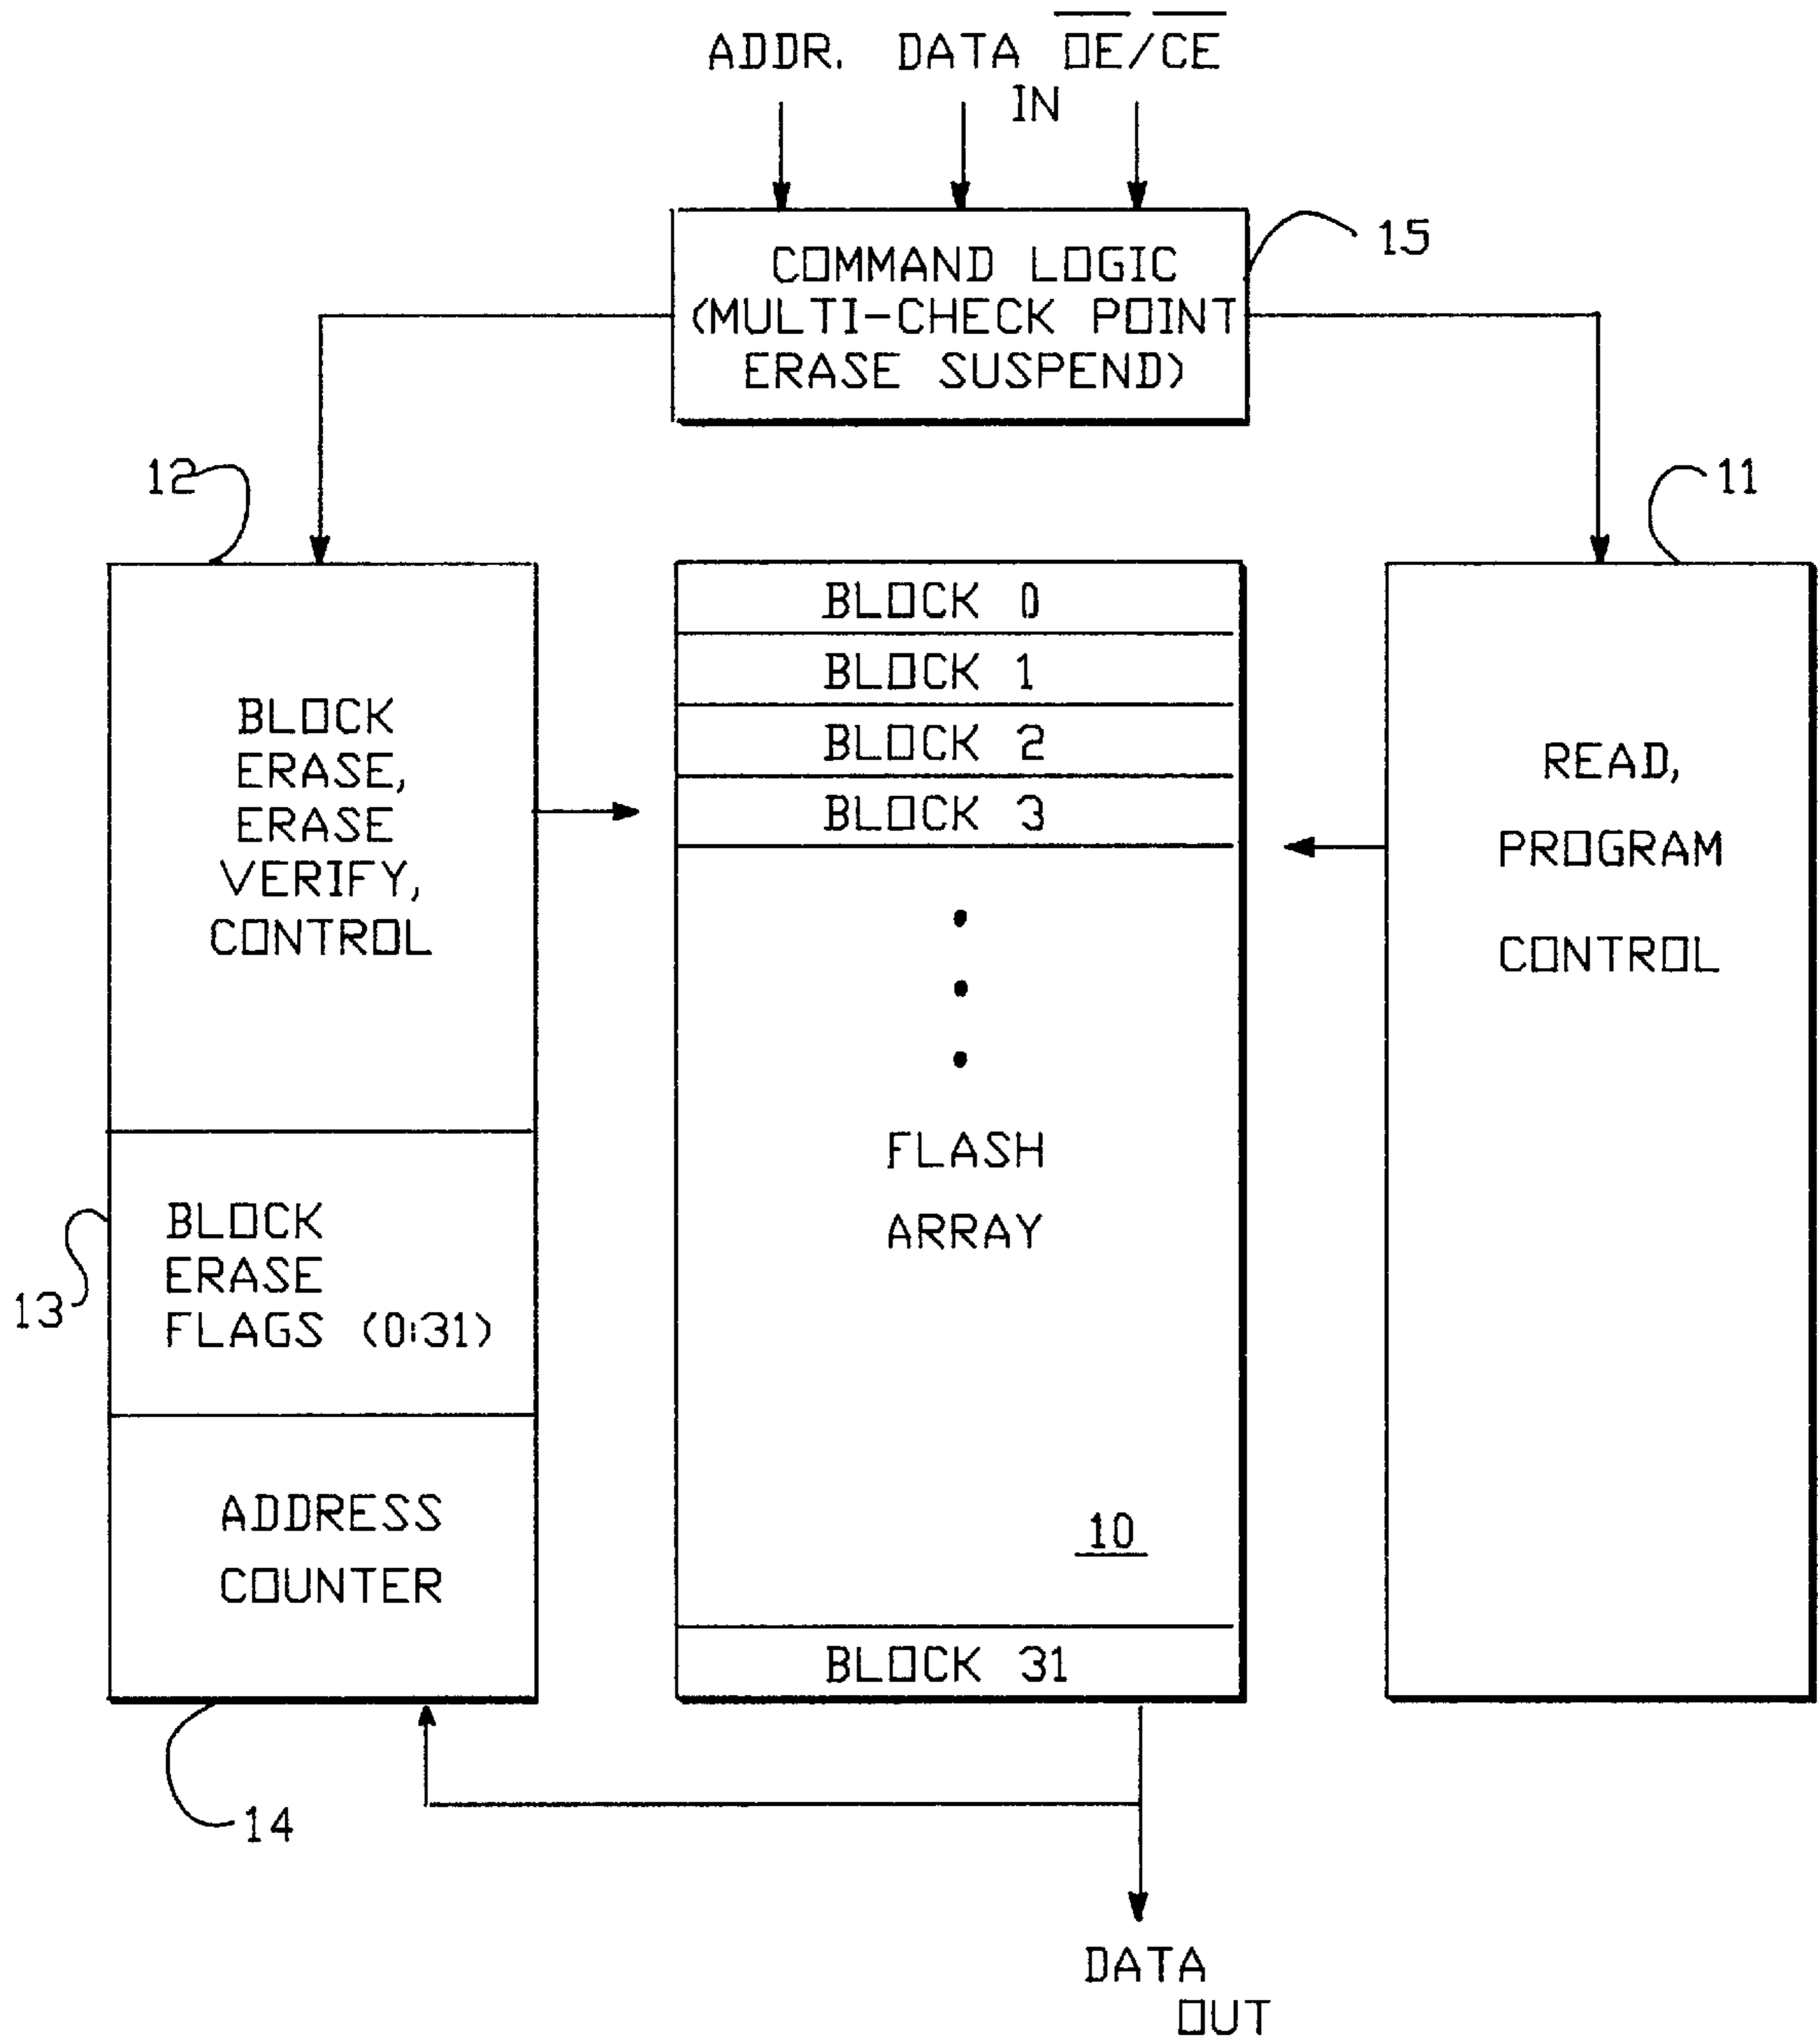 ADDR. DATA OE/CE
IN
COMMAND LOGIC
(MULTI-CHECK POINT
ERASE SUSPEND)
15
12
11
BLOCK
ERASE,
ERASE
VERIFY,
CONTROL
BLOCK 0
BLOCK 1
BLOCK 2
BLOCK 3
FLASH
ARRAY
10
BLOCK 31
READ,
PROGRAM
CONTROL
BLOCK
ERASE
FLAGS (0:31)
13
ADDRESS
COUNTER
14
DATA
OUT